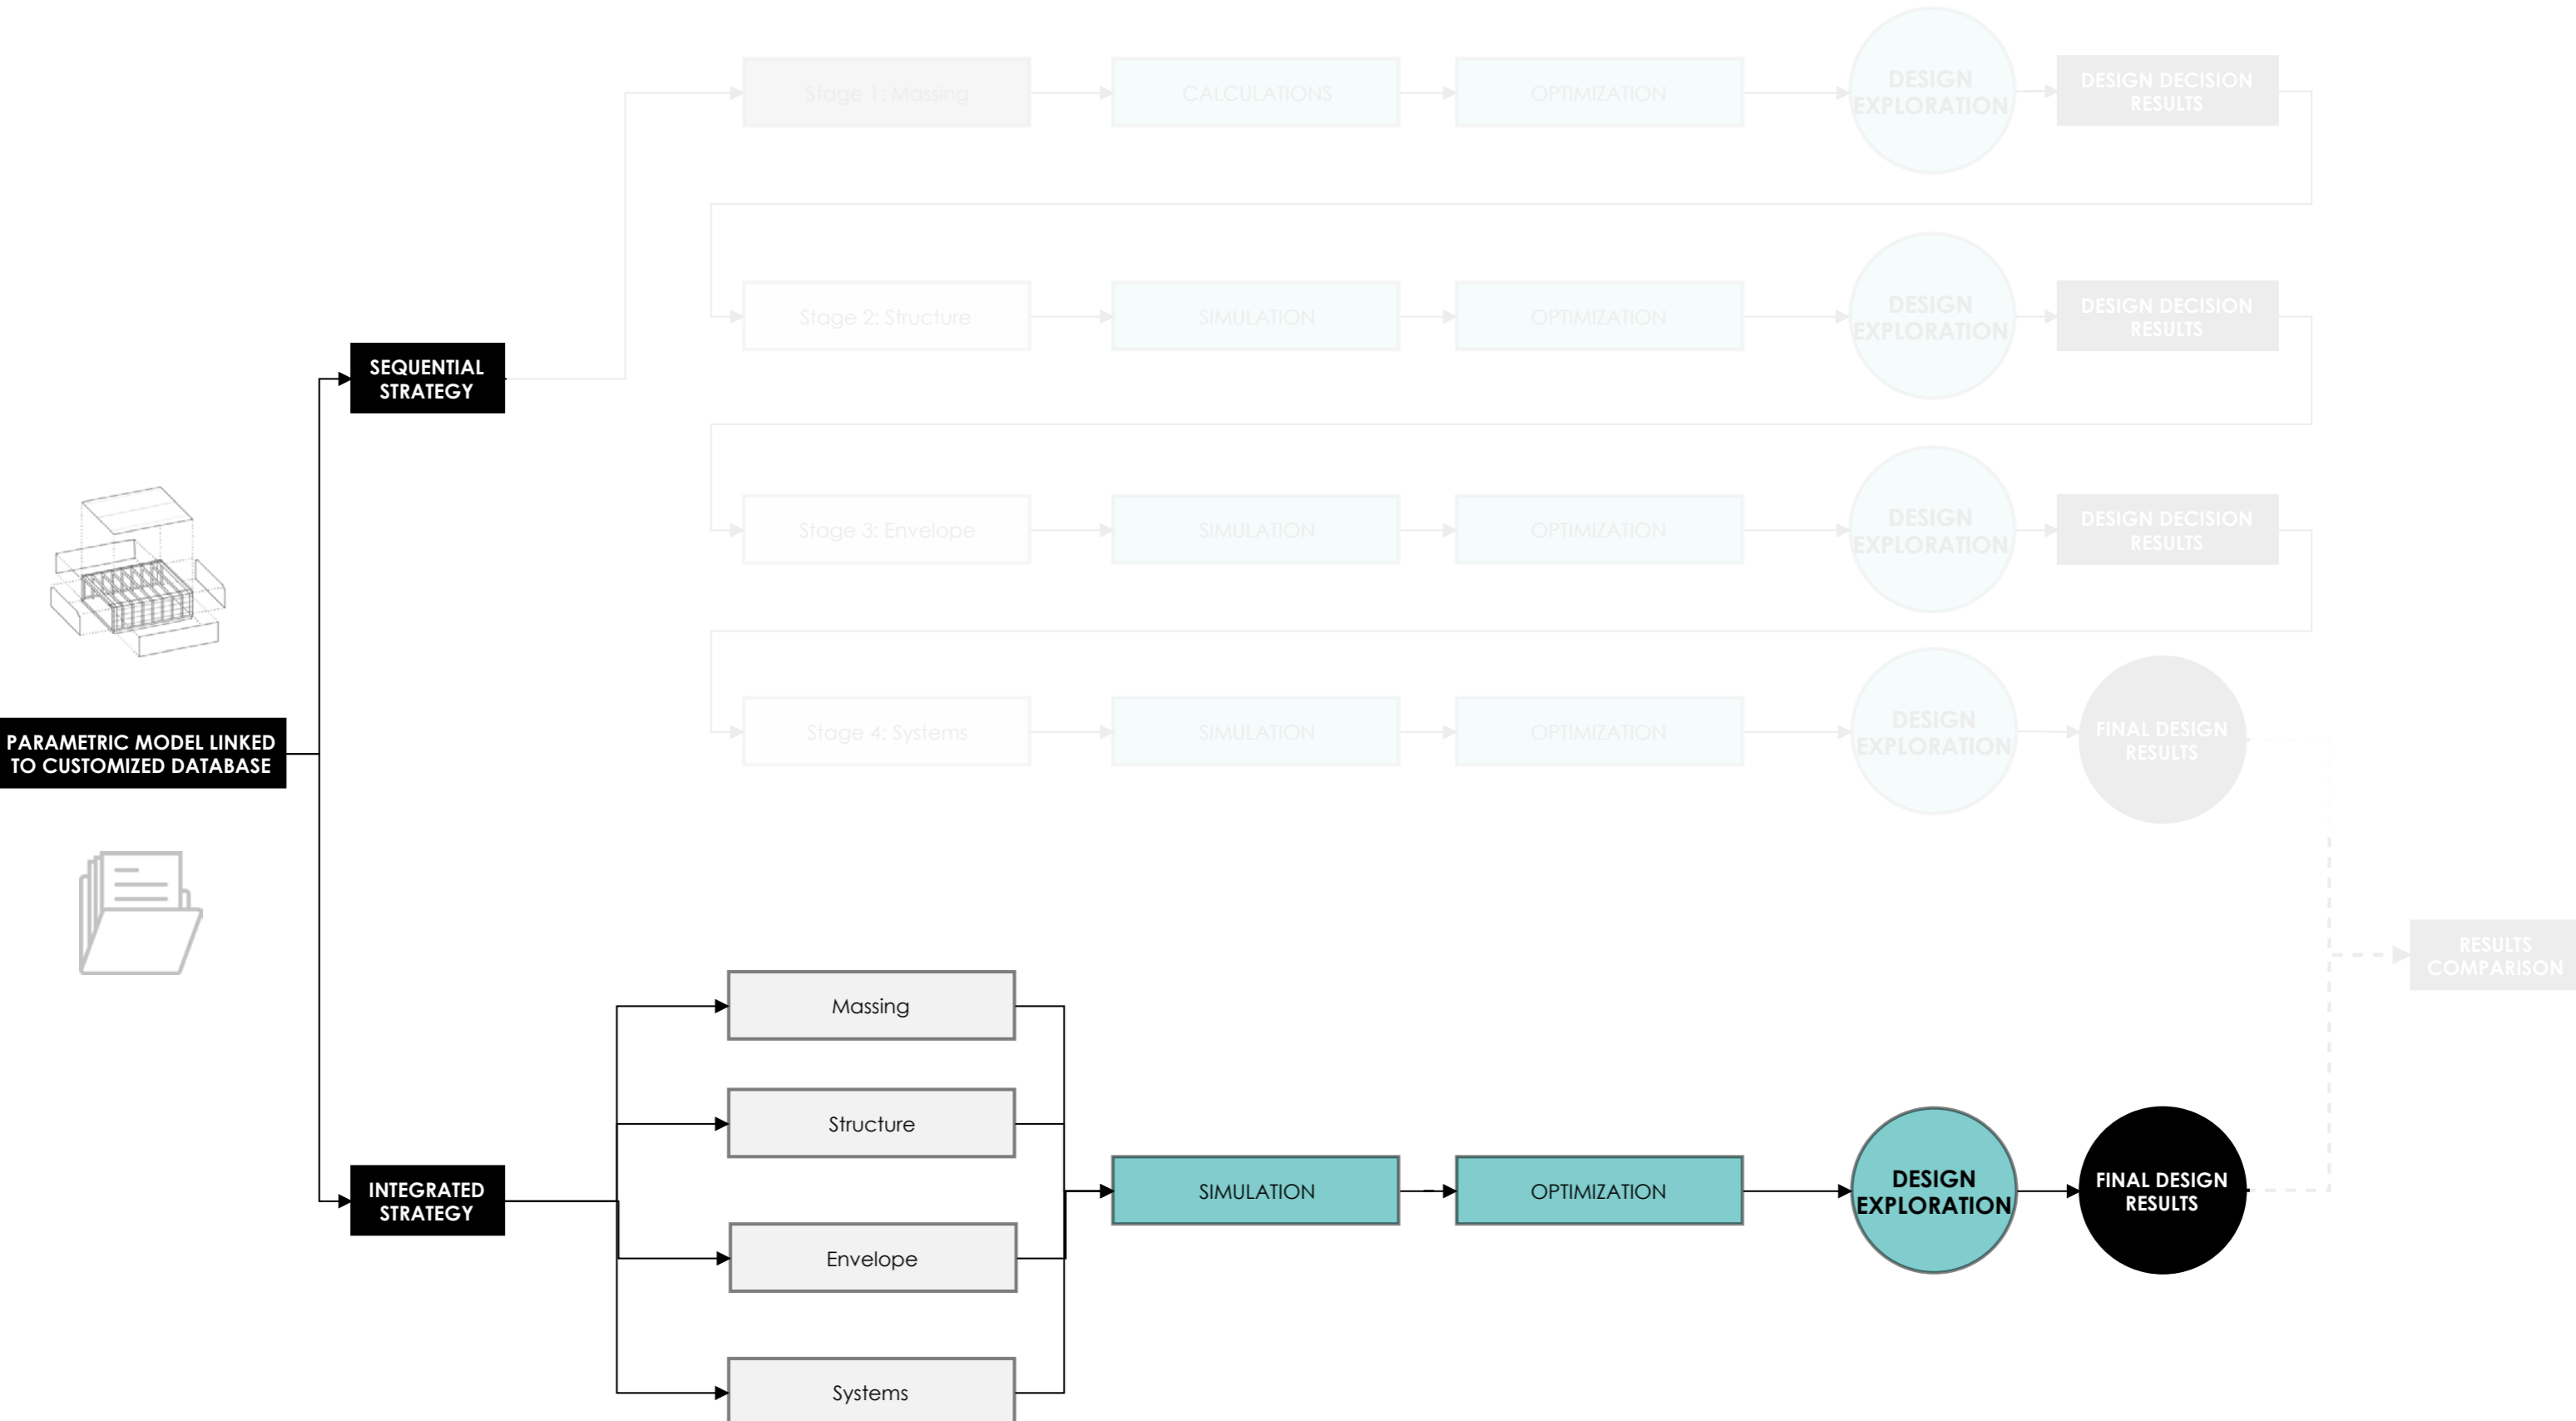 Stage 1: Massing
CALCULATIONS
OPTIMIZATION
DESIGN
EXPLORATION
DESIGN DECISION
RESULTS
Stage 2: Structure
SIMULATION
OPTIMIZATION
DESIGN
EXPLORATION
DESIGN DECISION
RESULTS
SEQUENTIAL
STRATEGY
Stage 3: Envelope
SIMULATION
OPTIMIZATION
DESIGN
EXPLORATION
DESIGN DECISION
RESULTS
Stage 4: Systems
SIMULATION
OPTIMIZATION
DESIGN
EXPLORATION
FINAL DESIGN
RESULTS
PARAMETRIC MODEL LINKED
TO CUSTOMIZED DATABASE
RESULTS
COMPARISON
Massing
Structure
INTEGRATED
STRATEGY
Envelope
Systems
SIMULATION
OPTIMIZATION
DESIGN
EXPLORATION
FINAL DESIGN
RESULTS